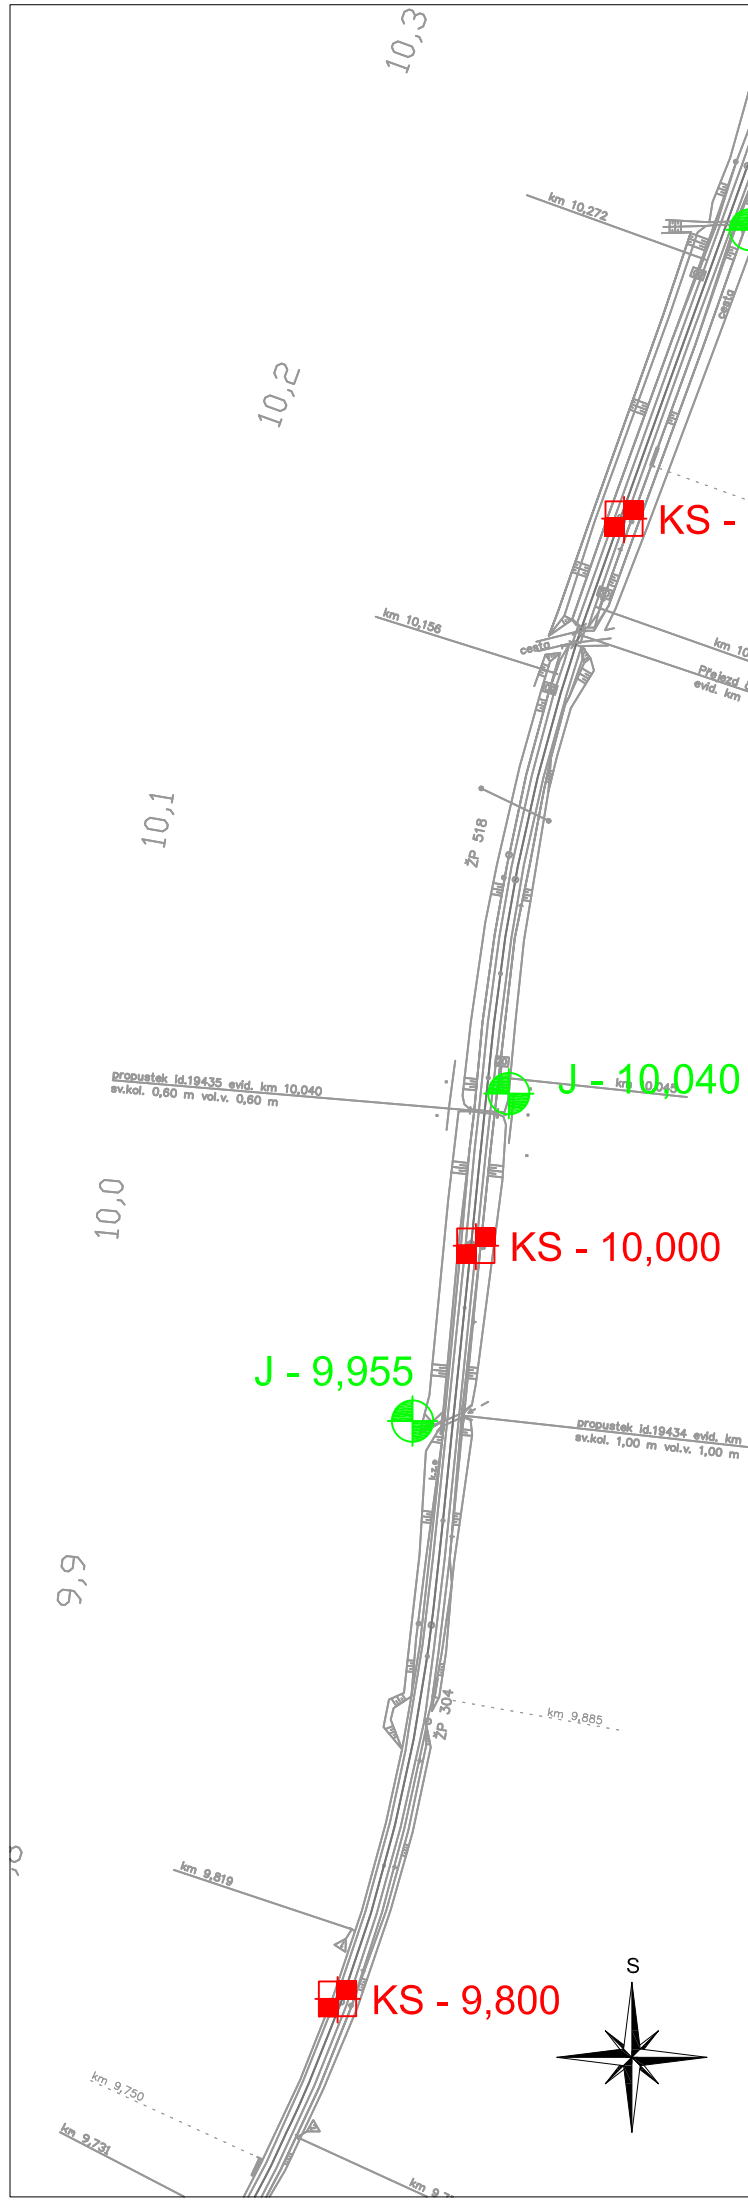 10,3
km 10,272
cesta
10,2
KS -
km 10,156
cesta
Přejezd
evid. km
10,1
ŽP 518
J - 10,040
propustek id.19435 evid. km 10,040
sv.kol. 0,60 m vol.v. 0,60 m
10,0
KS - 10,000
J - 9,955
propustek id.19434 evid. km
sv.kol. 1,00 m vol.v. 1,00 m
k.z.e
9,9
ŽP 304
km 9,885
km 9,819
KS - 9,800
S
km 9,750
km 9,731